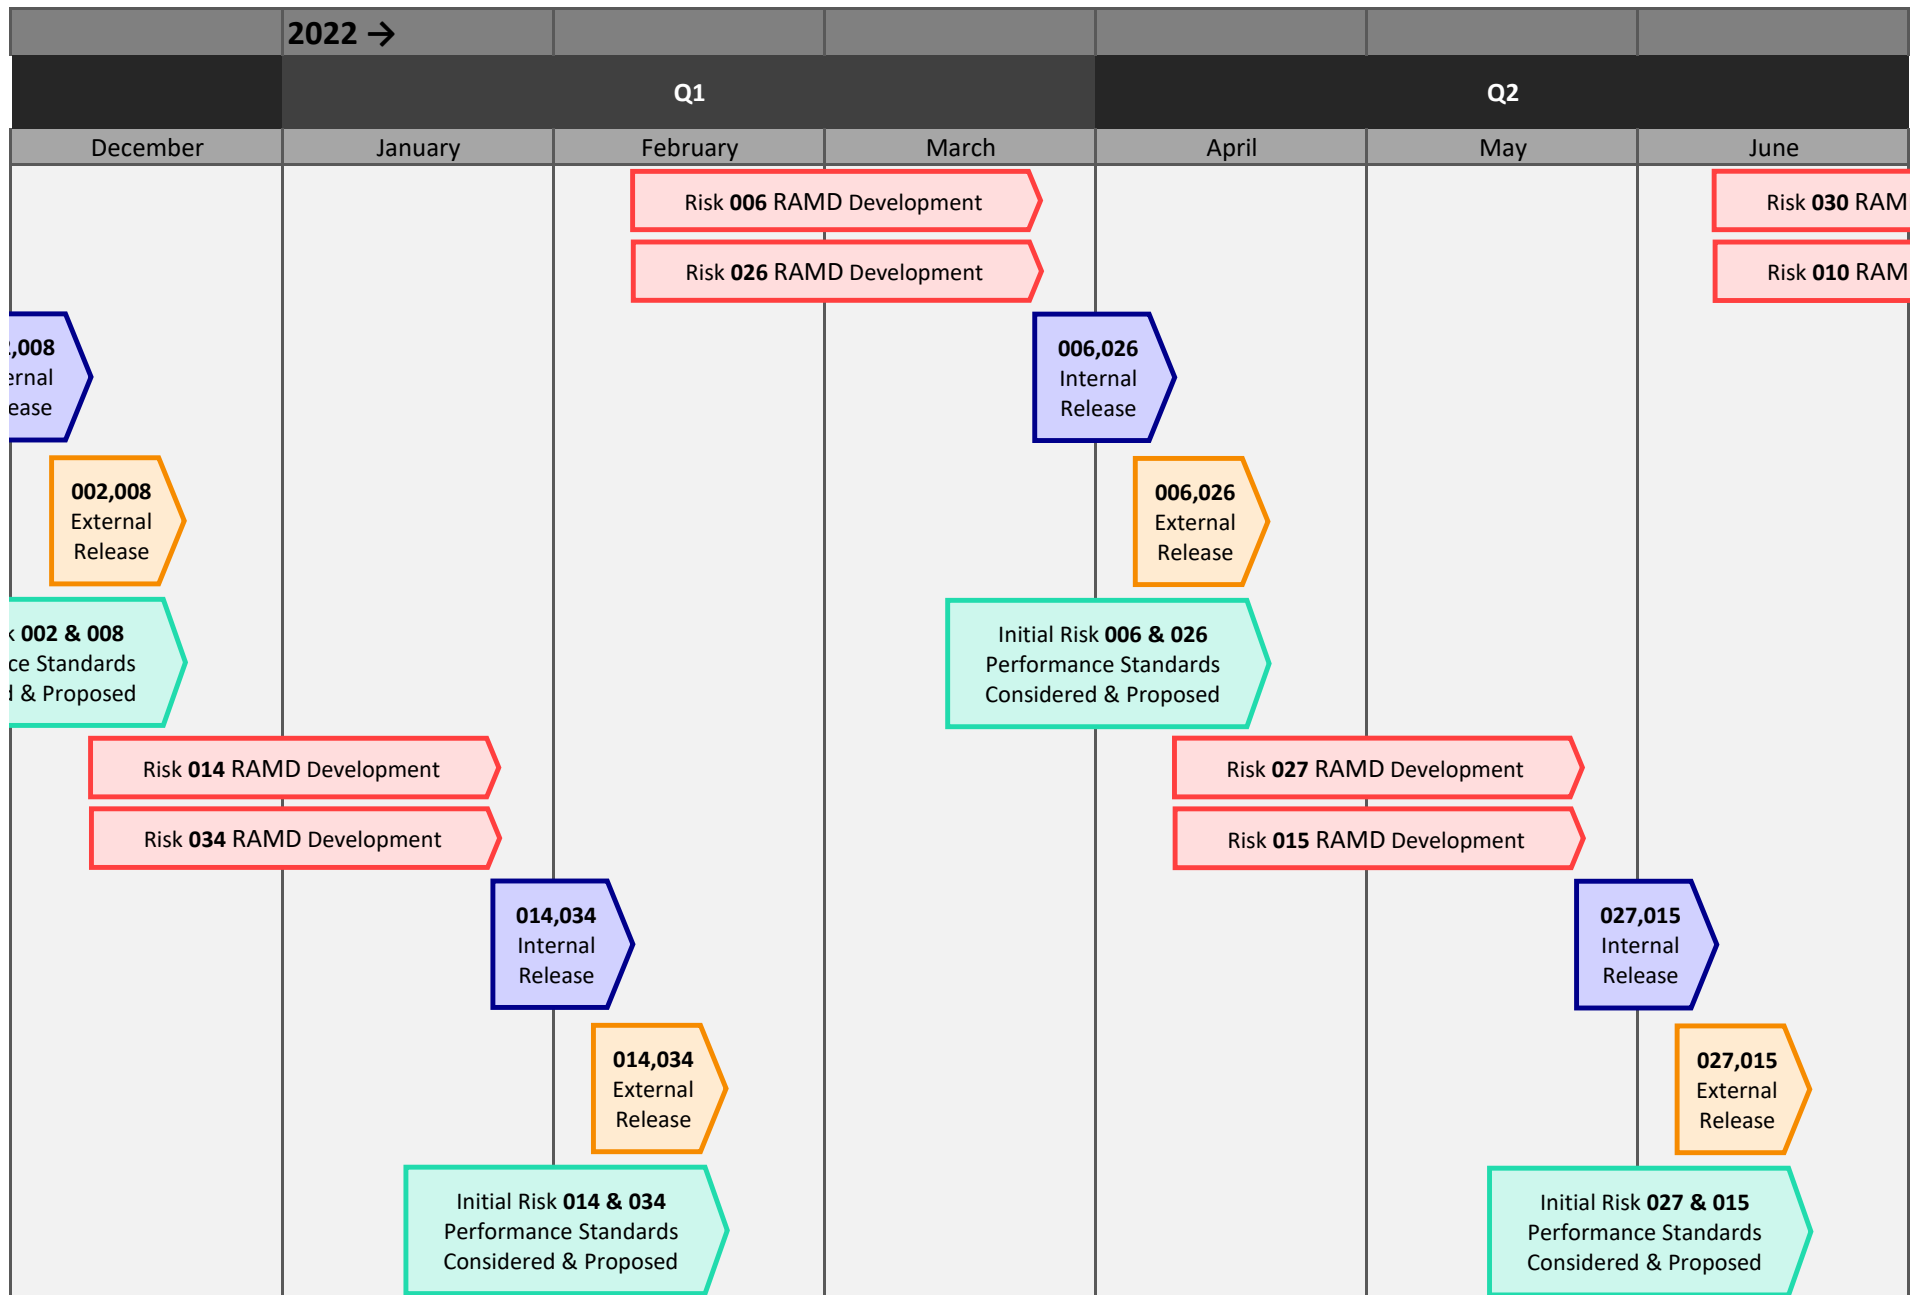 2022 →
Q1 Q2
December January February March April May June
Risk 006 RAMD Development
Risk 030 RAM
Risk 026 RAMD Development
Risk 010 RAM
,008
ernal
ease
006,026
Internal
Release
002,008
External
Release
006,026
External
Release
002 & 008
ce Standards
& Proposed
Initial Risk 006 & 026
Performance Standards
Considered & Proposed
Risk 014 RAMD Development
Risk 027 RAMD Development
Risk 034 RAMD Development
Risk 015 RAMD Development
014,034
Internal
Release
027,015
Internal
Release
014,034
External
Release
027,015
External
Release
Initial Risk 014 & 034
Performance Standards
Considered & Proposed
Initial Risk 027 & 015
Performance Standards
Considered & Proposed